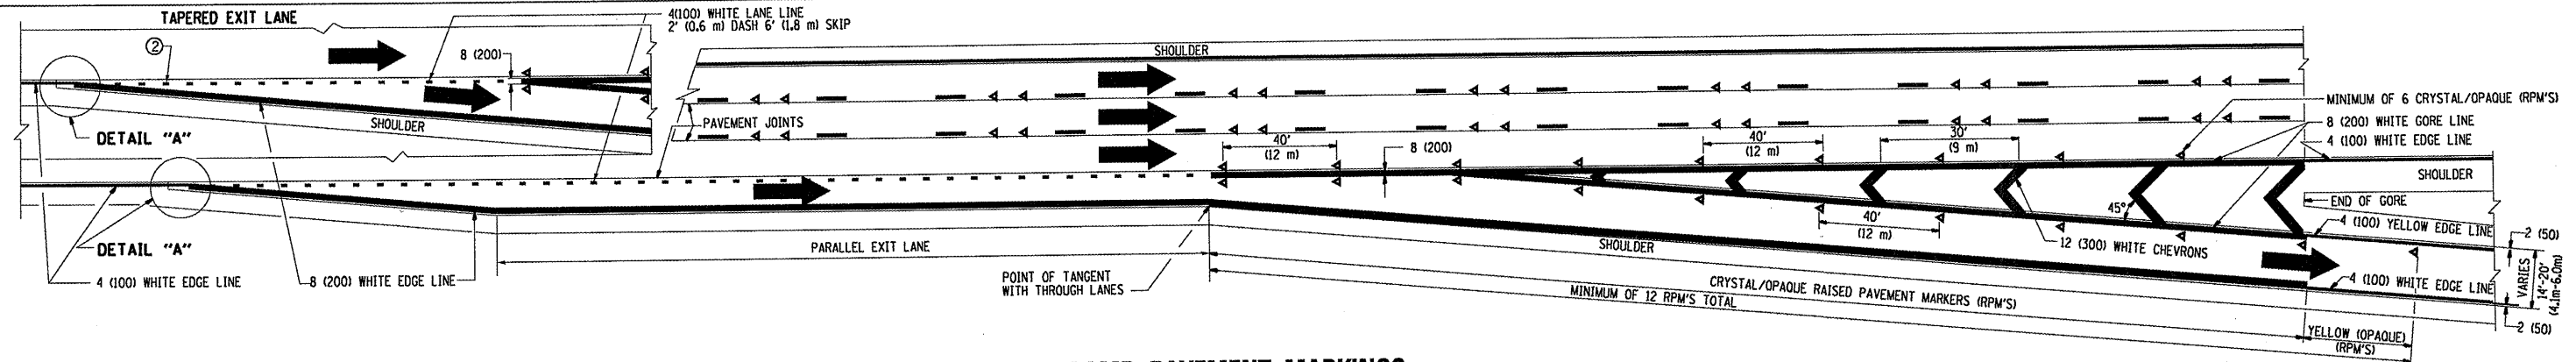 TAPERED EXIT LANE
4(100) WHITE LANE LINE
2' (0.6 m) DASH 6' (1.8 m) SKIP
2
8 (200)
SHOULDER
DETAIL "A"
SHOULDER
PAVEMENT JOINTS
MINIMUM OF 6 CRYSTAL/OPAQUE (RPM'S)
8 (200) WHITE GORE LINE
4 (100) WHITE EDGE LINE
40'
(12 m)
8 (200)
40'
(12 m)
30'
(9 m)
SHOULDER
END OF GORE
45°
4 (100) YELLOW EDGE LINE
2 (50)
40'
(12 m)
12 (300) WHITE CHEVRONS
DETAIL "A"
PARALLEL EXIT LANE
SHOULDER
4 (100) WHITE EDGE LINE
8 (200) WHITE EDGE LINE
POINT OF TANGENT
WITH THROUGH LANES
CRYSTAL/OPAQUE RAISED PAVEMENT MARKERS (RPM'S)
MINIMUM OF 12 RPM'S TOTAL
4 (100) WHITE EDGE LINE
VARIES
14'-20'
(4.1m-6.0m)
2 (50)
YELLOW (OPAQUE)
(RPM'S)